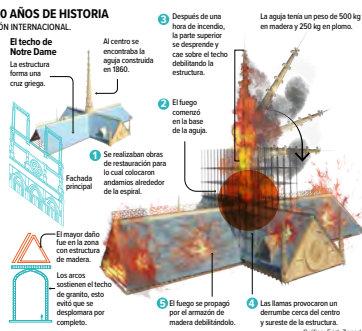 0 AÑOS DE HISTORIA
ÓN INTERNACIONAL.
El techo de
Notre Dame
La estructura
forma una
cruz griega.
Al centro se
encontraba la
aguja construida
en 1860.
3 Después de una
hora de incendio,
la parte superior
se desprende y
cae sobre el techo
debilitando la
estructura.
La aguja tenía un peso de 500 kg
en madera y 250 kg en plomo.
2 El fuego
comenzó
en la base
de la aguja.
1 Se realizaban obras
de restauración para
lo cual colocaron
andamios alrededor
de la espiral.
Fachada
principal
El mayor daño
fue en la zona
con estructura
de madera.
Los arcos
sostienen el techo
de granito, esto
evitó que se
desplomara por
completo.
5 El fuego se propagó
por el armazón de
madera debilitándolo.
4 Las llamas provocaron un
derrumbe cerca del centro
y sureste de la estructura.